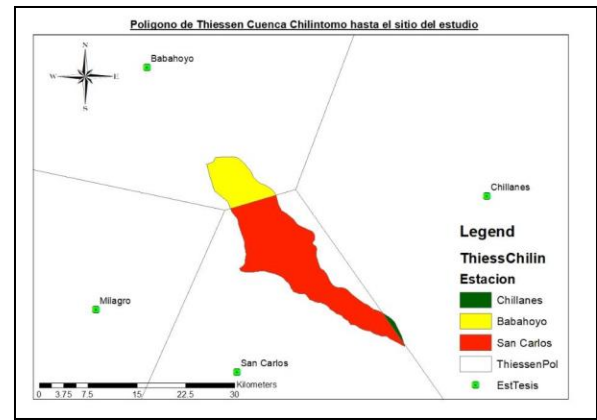 Poligono de Thiessen Cuenca Chilintomo hasta el sitio del estudio
N
W E
S
Babahoyo
Chillanes
Milagro
San Carlos
Legend
ThiessChilin
Estacion
Chillanes
Babahoyo
San Carlos
ThiessenPol
EstTesis
Kilometers
0 3.75 7.5 15 22.5 30